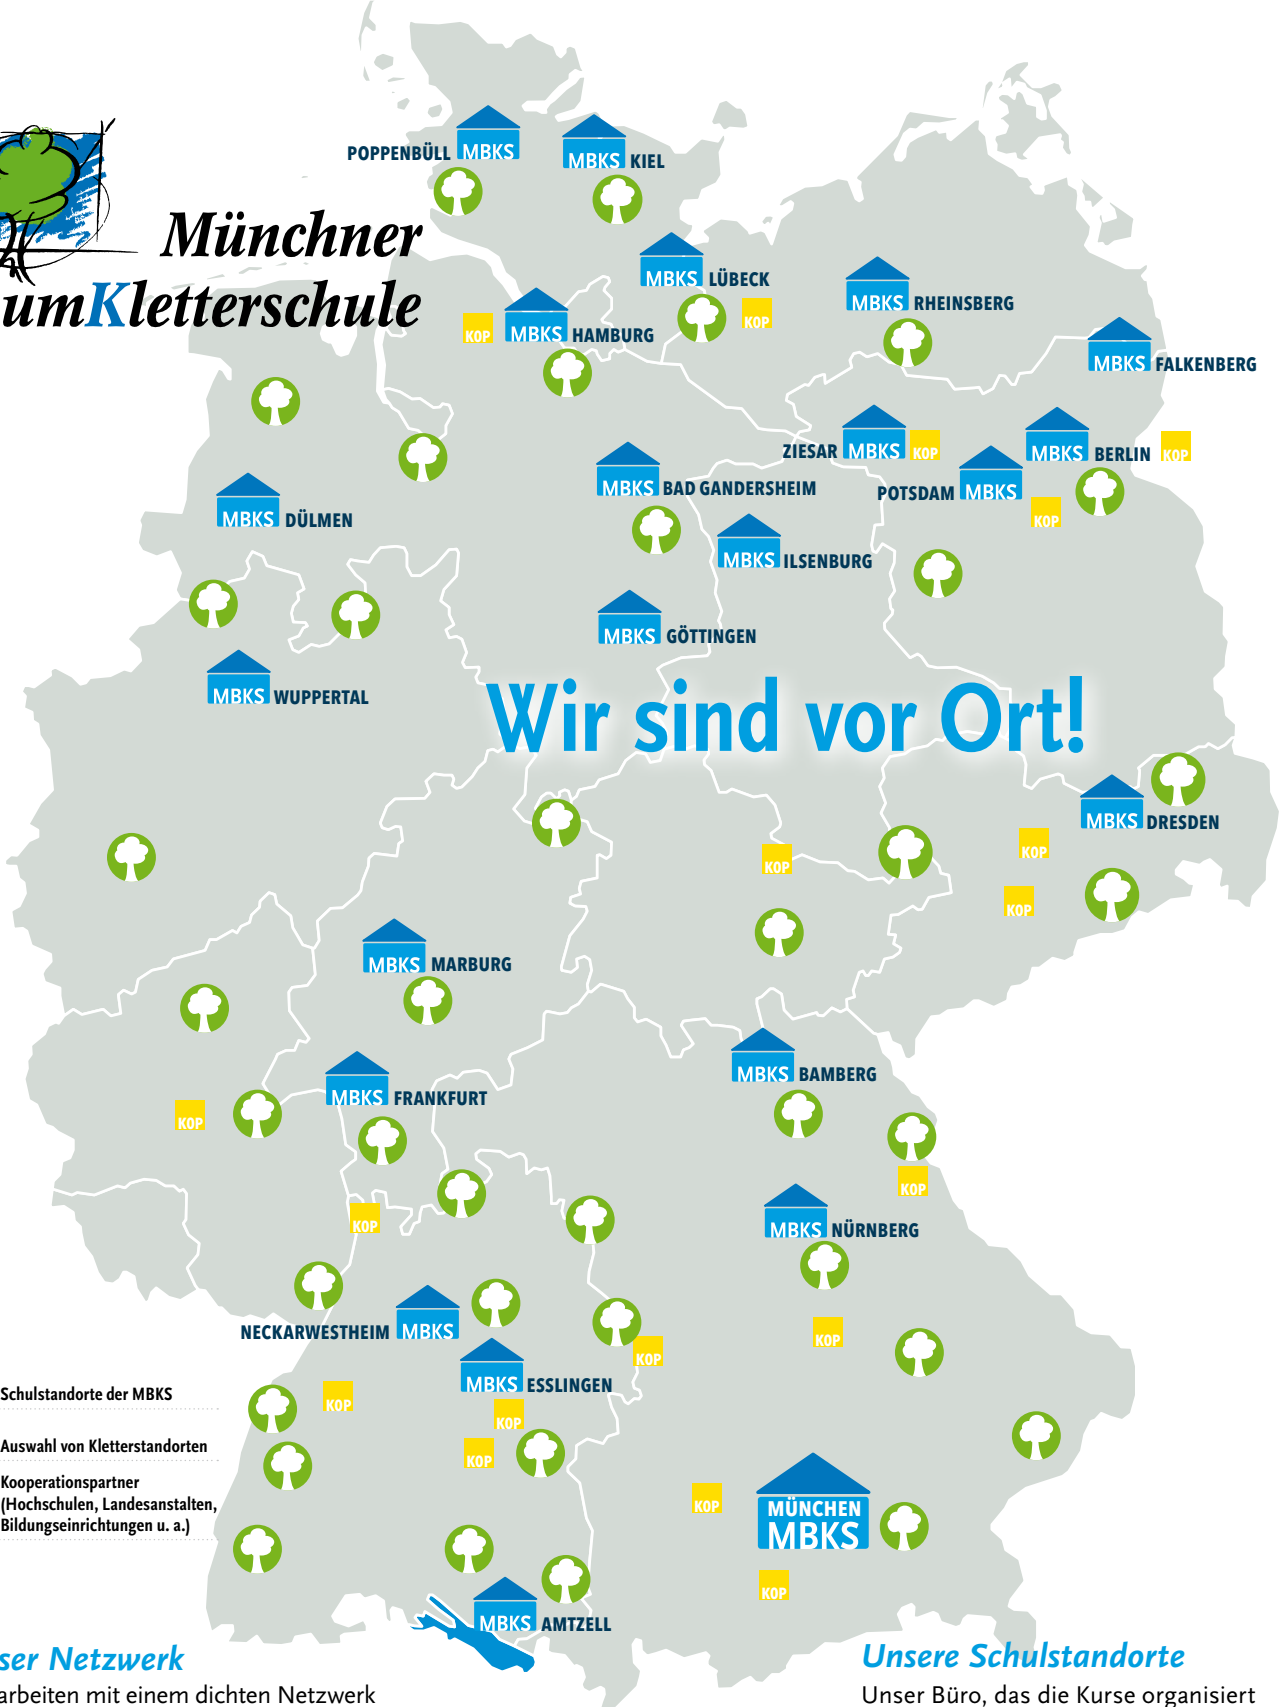 POPPENBÜLL MBKS
MBKS KIEL
Münchner
umKletterschule
MBKS LÜBECK
KOP
MBKS RHEINSBERG
KOP MBKS HAMBURG
MBKS FALKENBERG
ZIESAR MBKS KOP
MBKS BERLIN KOP
MBKS BAD GANDERSHEIM
POTSDAM MBKS
KOP
MBKS DÜLMEN
MBKS ILSENBURG
MBKS GÖTTINGEN
MBKS WUPPERTAL
Wir sind vor Ort!
MBKS DRESDEN
KOP
KOP
KOP
MBKS MARBURG
MBKS BAMBERG
MBKS FRANKFURT
KOP
KOP
KOP
MBKS NÜRNBERG
NECKARWESTHEIM MBKS
KOP
KOP
MBKS ESSLINGEN
KOP
KOP
KOP
Schulstandorte der MBKS
Auswahl von Kletterstandorten
Kooperationspartner
(Hochschulen, Landesanstalten,
Bildungseinrichtungen u. a.)
KOP
MÜNCHEN
MBKS
KOP
MBKS AMTZELL
ser Netzwerk
arbeiten mit einem dichten Netzwerk
Unsere Schulstandorte
Unser Büro, das die Kurse organisiert